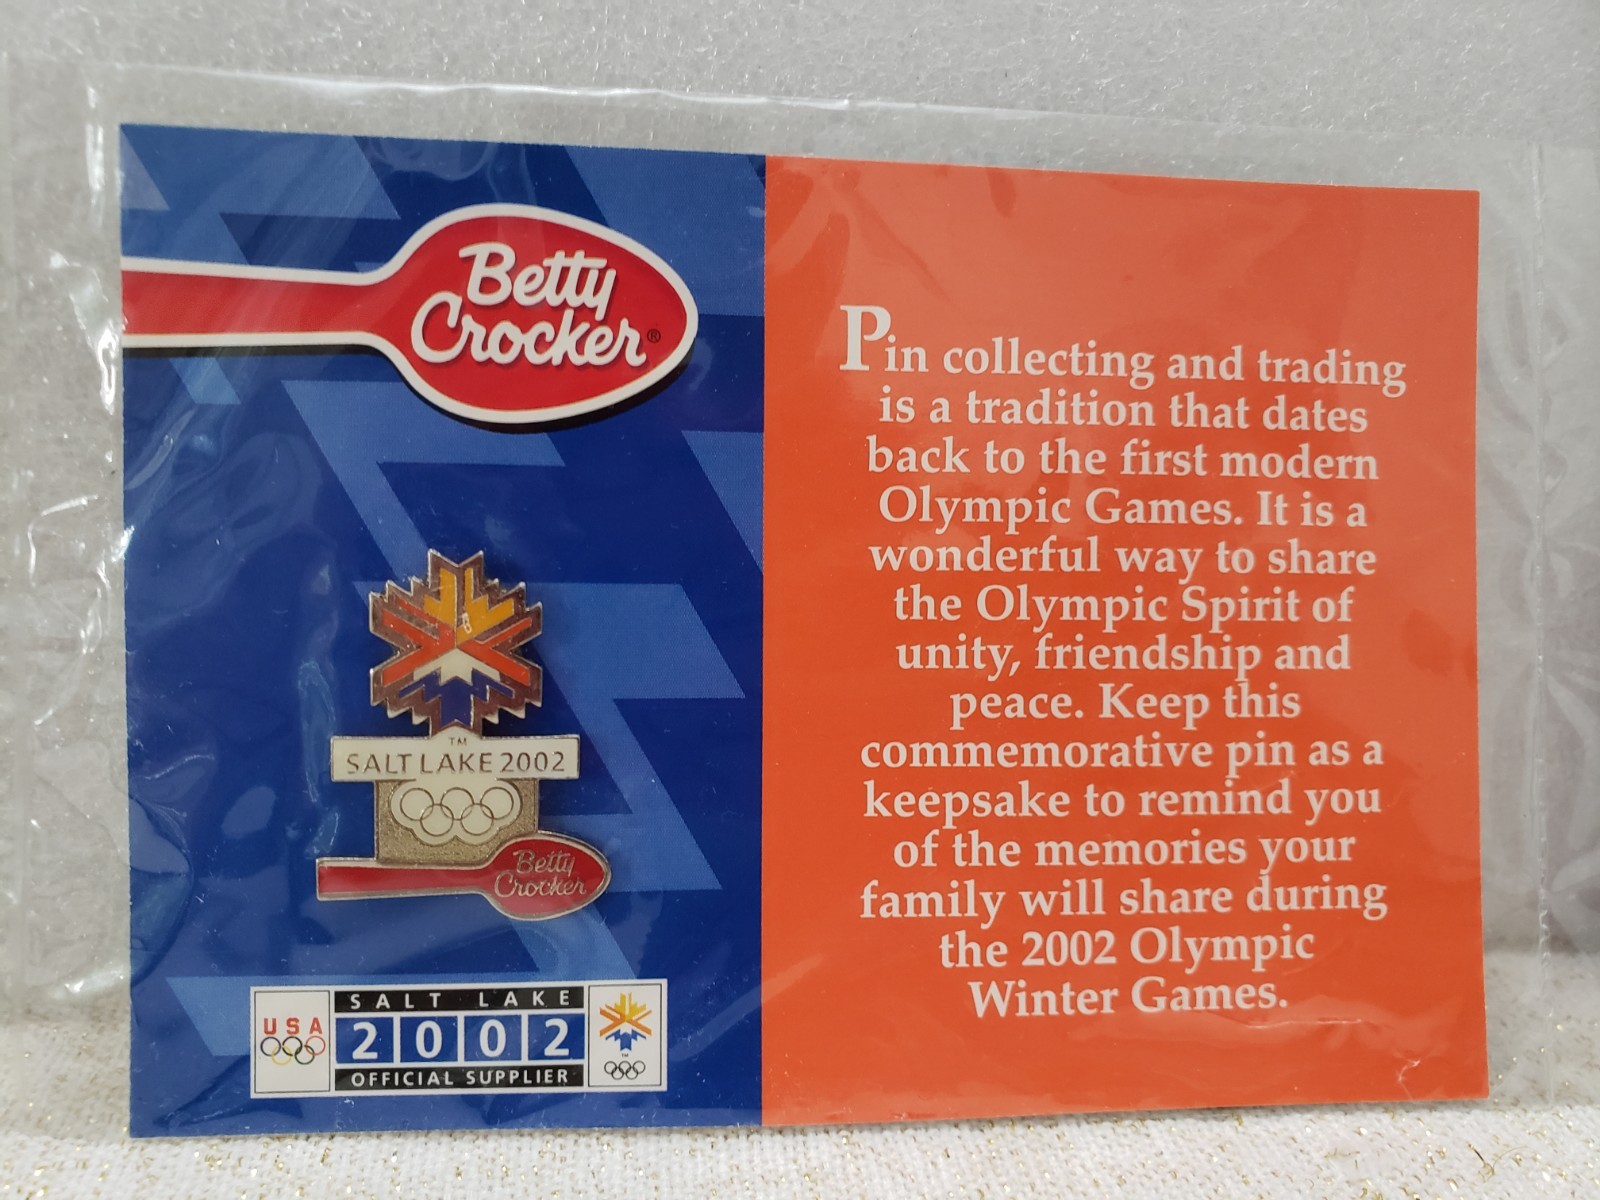 Betty
Crocker®
™
SALT LAKE 2002
Betty
Crocker
USA
SALT LAKE
2002
OFFICIAL SUPPLIER
™
Pin collecting and trading
is a tradition that dates
back to the first modern
Olympic Games. It is a
wonderful way to share
the Olympic Spirit of
unity, friendship and
peace. Keep this
commemorative pin as a
keepsake to remind you
of the memories your
family will share during
the 2002 Olympic
Winter Games.